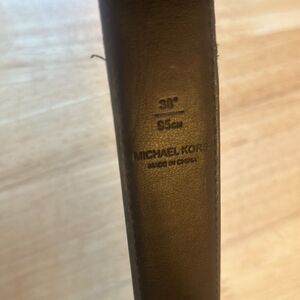 38"
95CM
MICHAEL KORS
MADE IN CHINA